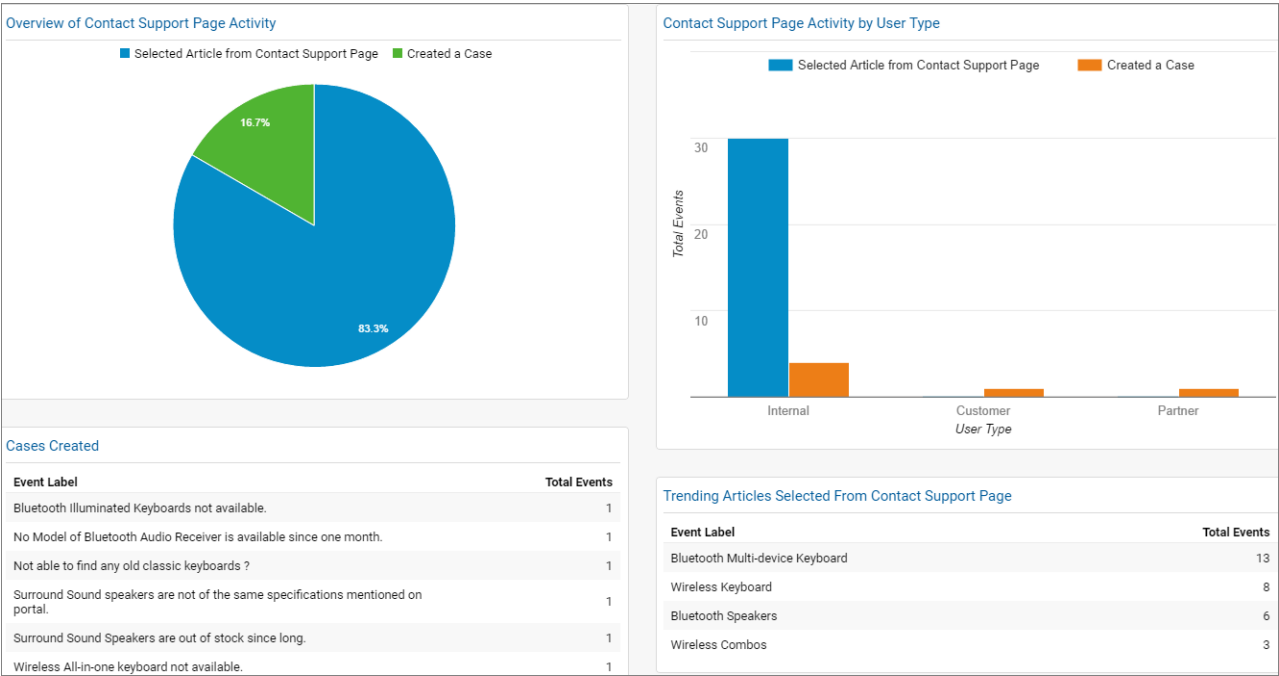 Overview of Contact Support Page Activity
Selected Article from Contact Support Page Created a Case
16.7%
83.3%
Contact Support Page Activity by User Type
Selected Article from Contact Support Page Created a Case
30
20
10
Total Events
Internal Customer Partner
User Type
Cases Created
Event Label Total Events
Bluetooth Illuminated Keyboards not available. 1
No Model of Bluetooth Audio Receiver is available since one month. 1
Not able to find any old classic keyboards ? 1
Surround Sound speakers are not of the same specifications mentioned on
portal. 1
Surround Sound Speakers are out of stock since long. 1
Wireless All-in-one keyboard not available. 1
Trending Articles Selected From Contact Support Page
Event Label Total Events
Bluetooth Multi-device Keyboard 13
Wireless Keyboard 8
Bluetooth Speakers 6
Wireless Combos 3